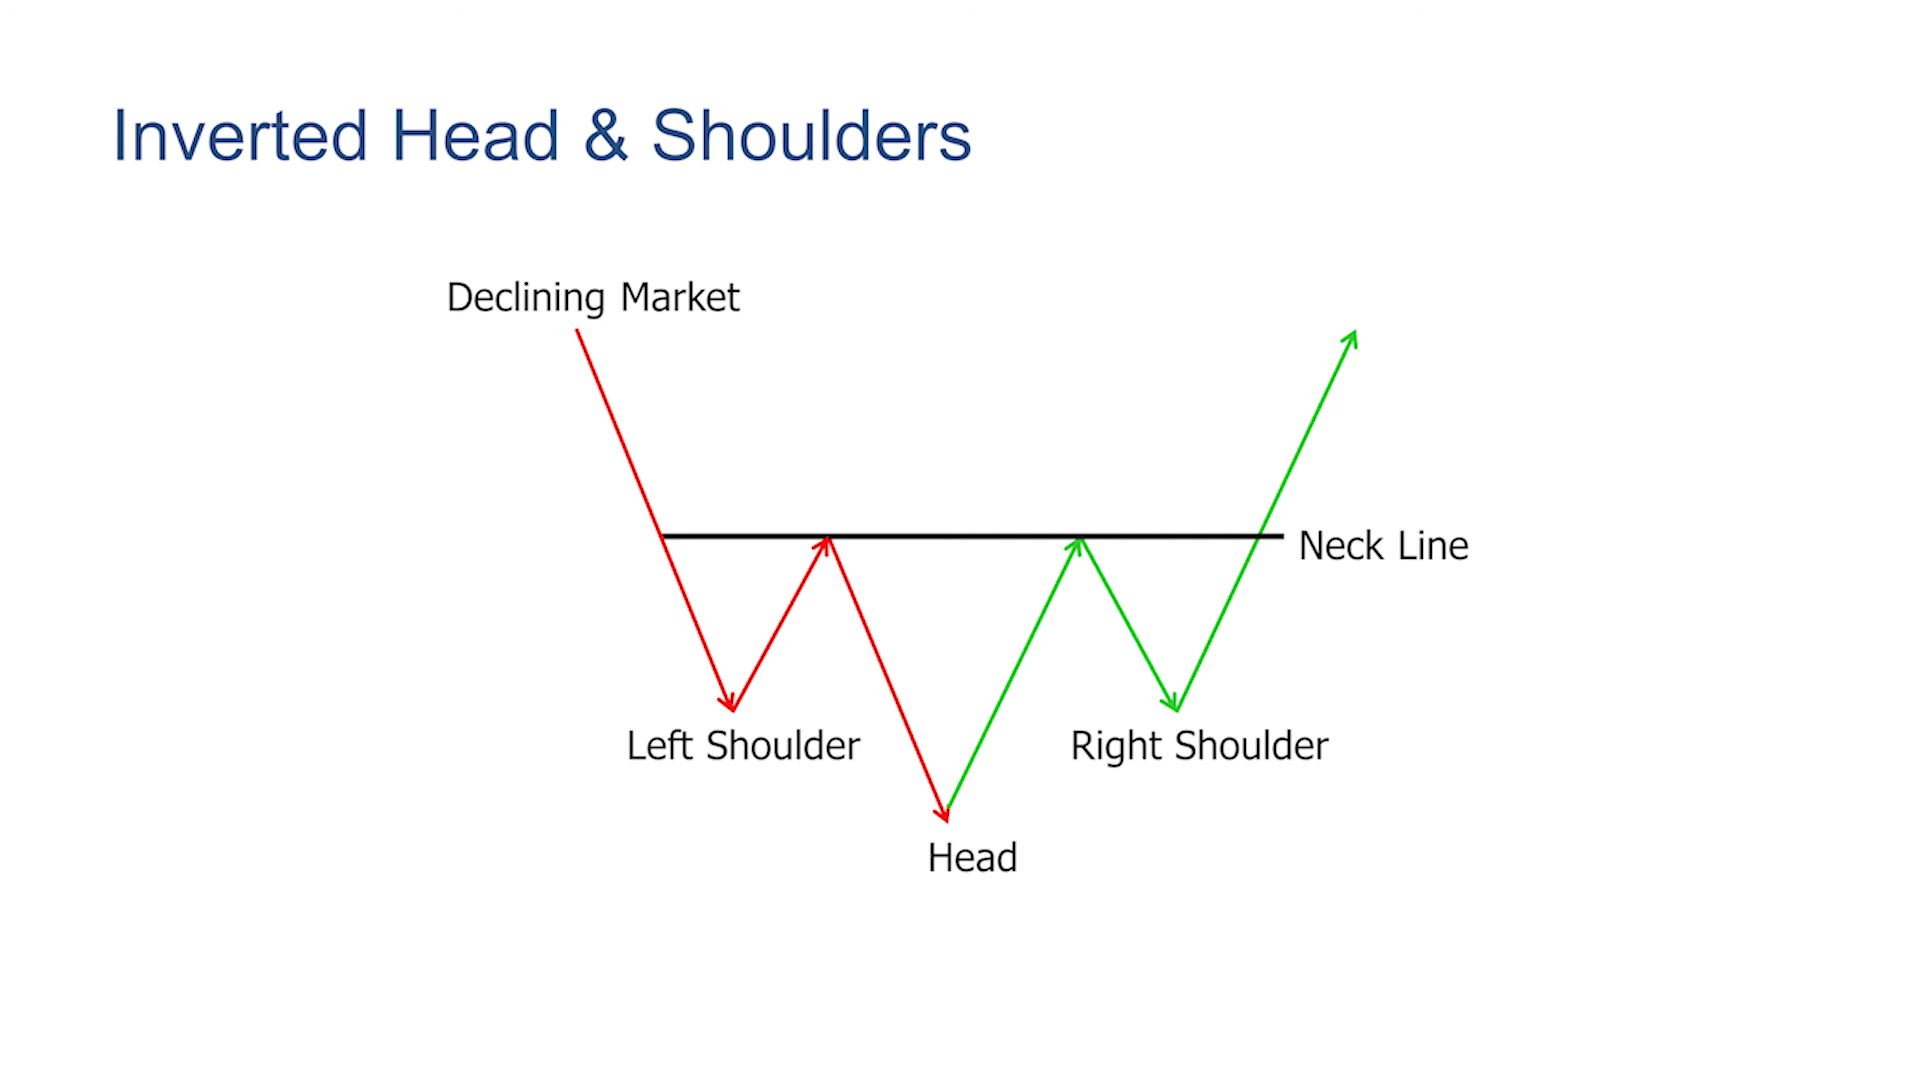 Inverted Head & Shoulders
Declining Market
Neck Line
Left Shoulder
Right Shoulder
Head